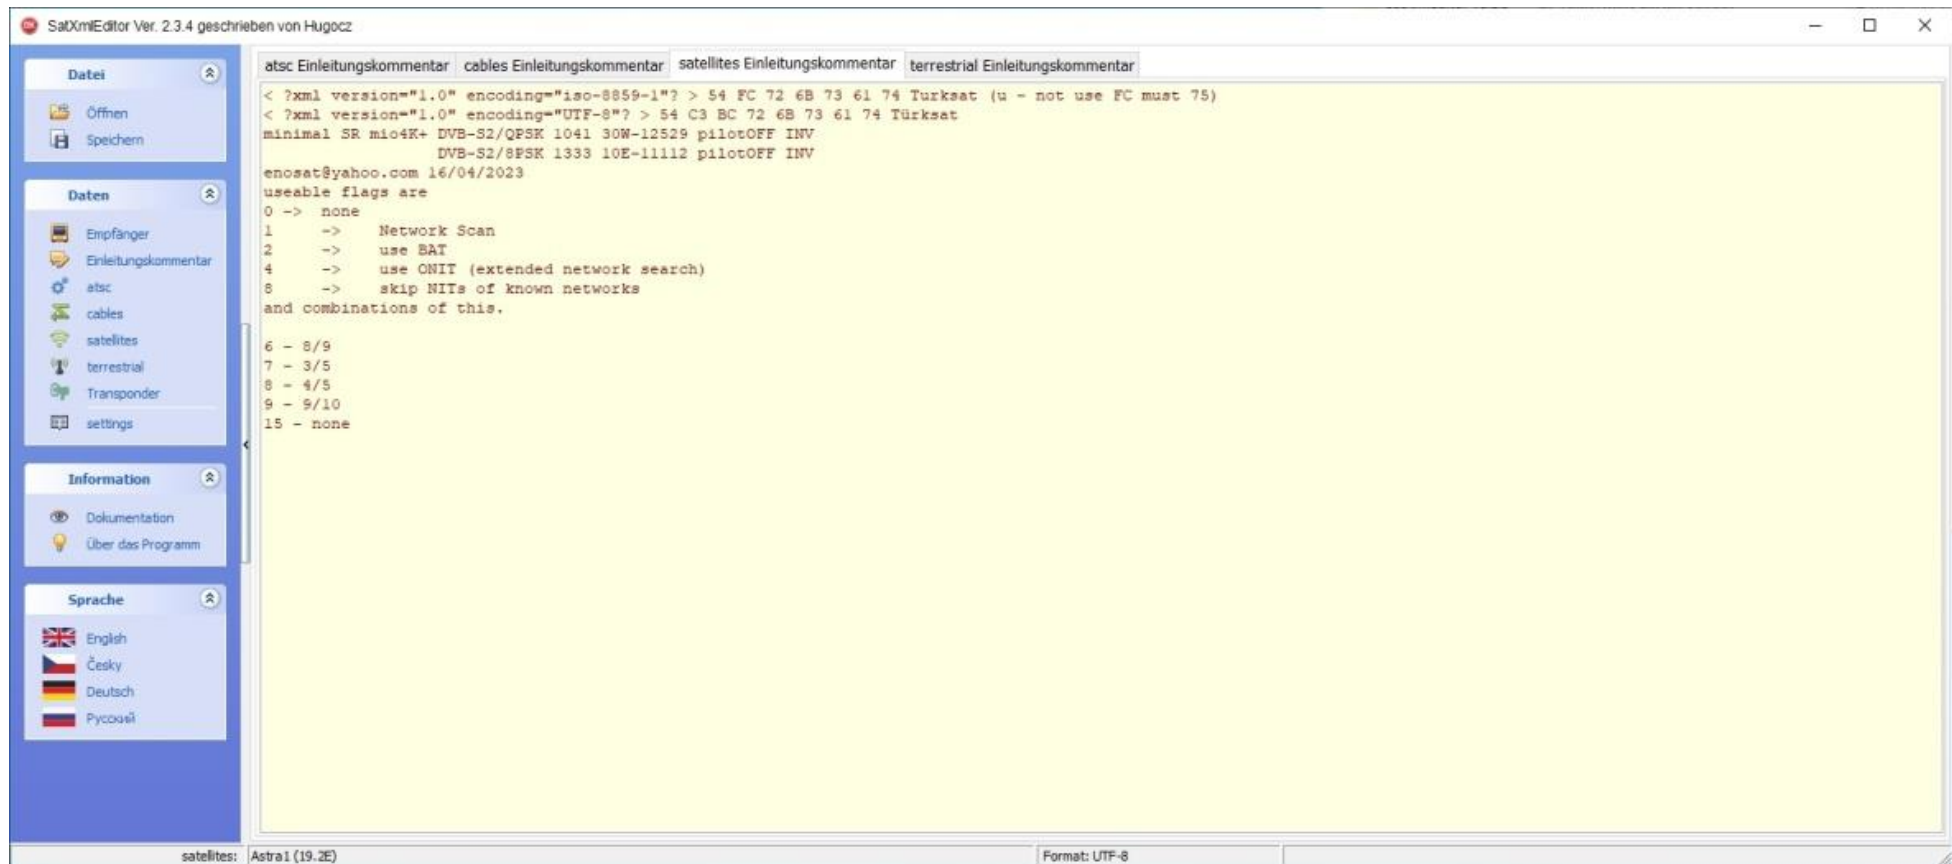 SatXmlEditor Ver. 2.3.4 geschrieben von Hugocz
Datei
Öffnen
Speichern
Daten
Empfänger
Einleitungskommentar
atsc
cables
satellites
terrestrial
Transponder
settings
Information
Dokumentation
Über das Programm
Sprache
English
Česky
Deutsch
Русский
atsc Einleitungskommentar cables Einleitungskommentar satellites Einleitungskommentar terrestrial Einleitungskommentar
< ?xml version="1.0" encoding="iso-8859-1"? > 54 FC 72 6B 73 61 74 Turksat (u - not use FC must 75)
< ?xml version="1.0" encoding="UTF-8"? > 54 C3 BC 72 6B 73 61 74 Türksat
minimal SR mio4K+ DVB-S2/QPSK 1041 30W-12529 pilotOFF INV
DVB-S2/8PSK 1333 10E-11112 pilotOFF INV
enosat@yahoo.com 16/04/2023
useable flags are
0 -> none
1 -> Network Scan
2 -> use BAT
4 -> use ONIT (extended network search)
8 -> skip NITs of known networks
and combinations of this.
6 - 8/9
7 - 3/5
8 - 4/5
9 - 9/10
15 - none
satellites: Astra1 (19.2E) Format: UTF-8